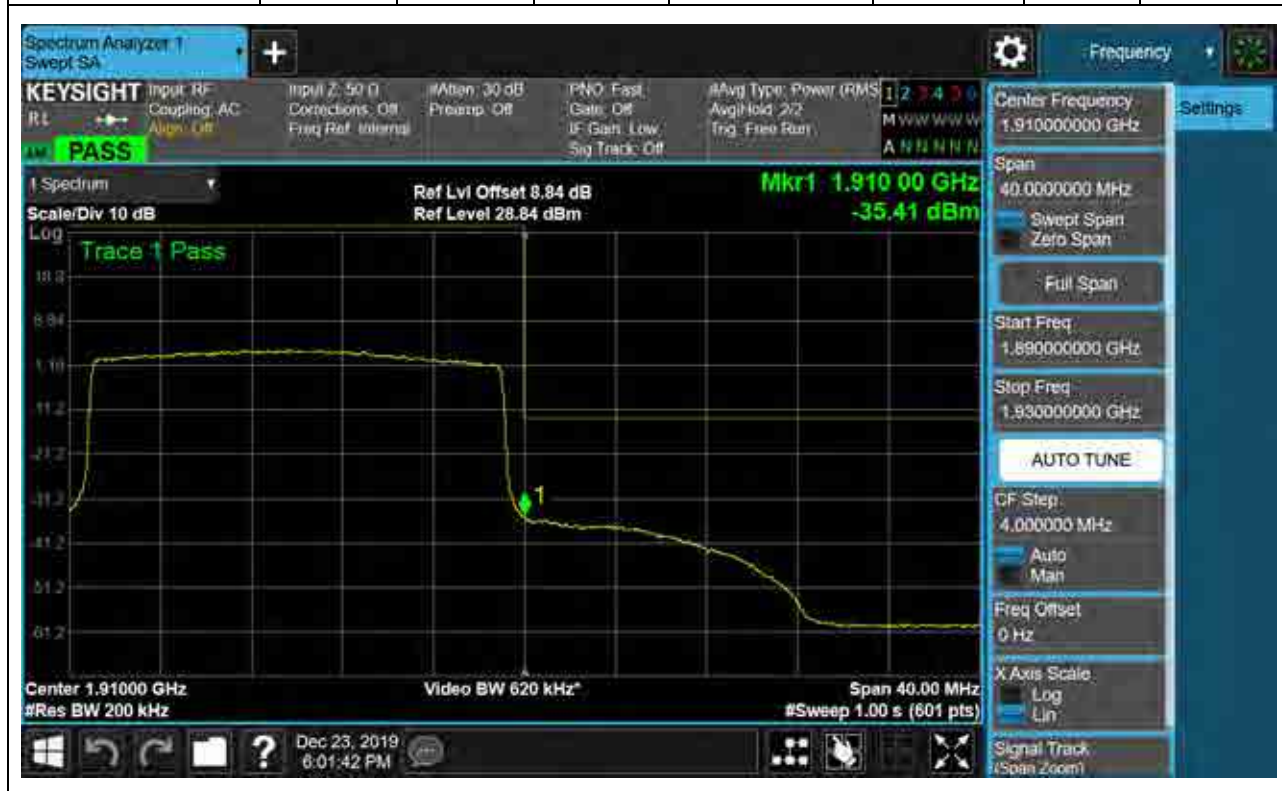 Spectrum Analyzer 1
Swept SA
+
Frequency
KEYSIGHT
RL
PASS
Input: RF
Coupling: AC
Align: Off
Input Z: 50 Ω
Corrections: Off
Freq Ref: Internal
#Atten: 30 dB
Preamp: Off
PNO: Fast
Gate: Off
IF Gain: Low
Sig Track: Off
#Avg Type: Power (RMS
Avg|Hold: 2/2
Trig: Free Run
1 2 3 4 5 6
M W W W W W
A N N N N N
Center Frequency
1.910000000 GHz
Settings
1 Spectrum
Scale/Div 10 dB
Ref Lvl Offset 8.84 dB
Ref Level 28.84 dBm
Mkr1 1.910 00 GHz
-35.41 dBm
Span
40.0000000 MHz
Swept Span
Zero Span
Full Span
Start Freq
1.890000000 GHz
Stop Freq
1.930000000 GHz
AUTO TUNE
CF Step
4.000000 MHz
Auto
Man
Freq Offset
0 Hz
X Axis Scale
Log
Lin
Signal Track
(Span Zoom)
Log
Trace 1 Pass
18.8
8.84
-1.16
-11.2
-21.2
-31.2
-41.2
-51.2
-61.2
1
Center 1.91000 GHz
#Res BW 200 kHz
Video BW 620 kHz*
Span 40.00 MHz
#Sweep 1.00 s (601 pts)
?
Dec 23, 2019
6:01:42 PM